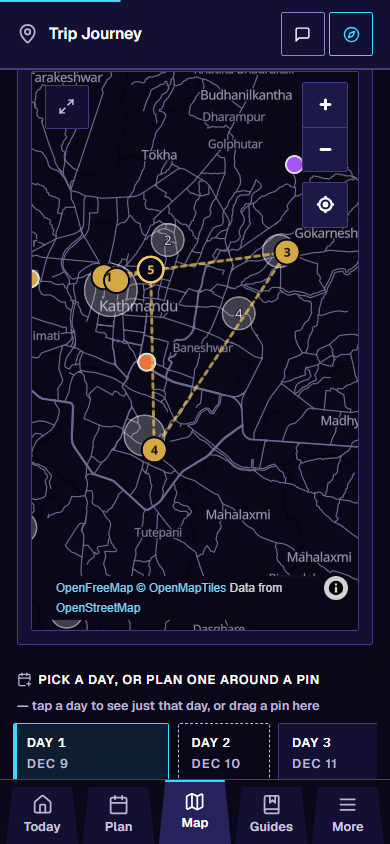 Trip Journey
arakeshwar
Budhanilkantha
Dharampur
Golphutar
Tokha
+
−
2
Gokarnesh
3
5
1
Kathmandu
4
imati
Baneshwar
Madhy
4
Mahalaxmi
Tutepani
Mahalaxmi
OpenFreeMap © OpenMapTiles Data from
OpenStreetMap
PICK A DAY, OR PLAN ONE AROUND A PIN
— tap a day to see just that day, or drag a pin here
DAY 1
DEC 9
DAY 2
DEC 10
DAY 3
DEC 11
Today
Plan
Map
Guides
More